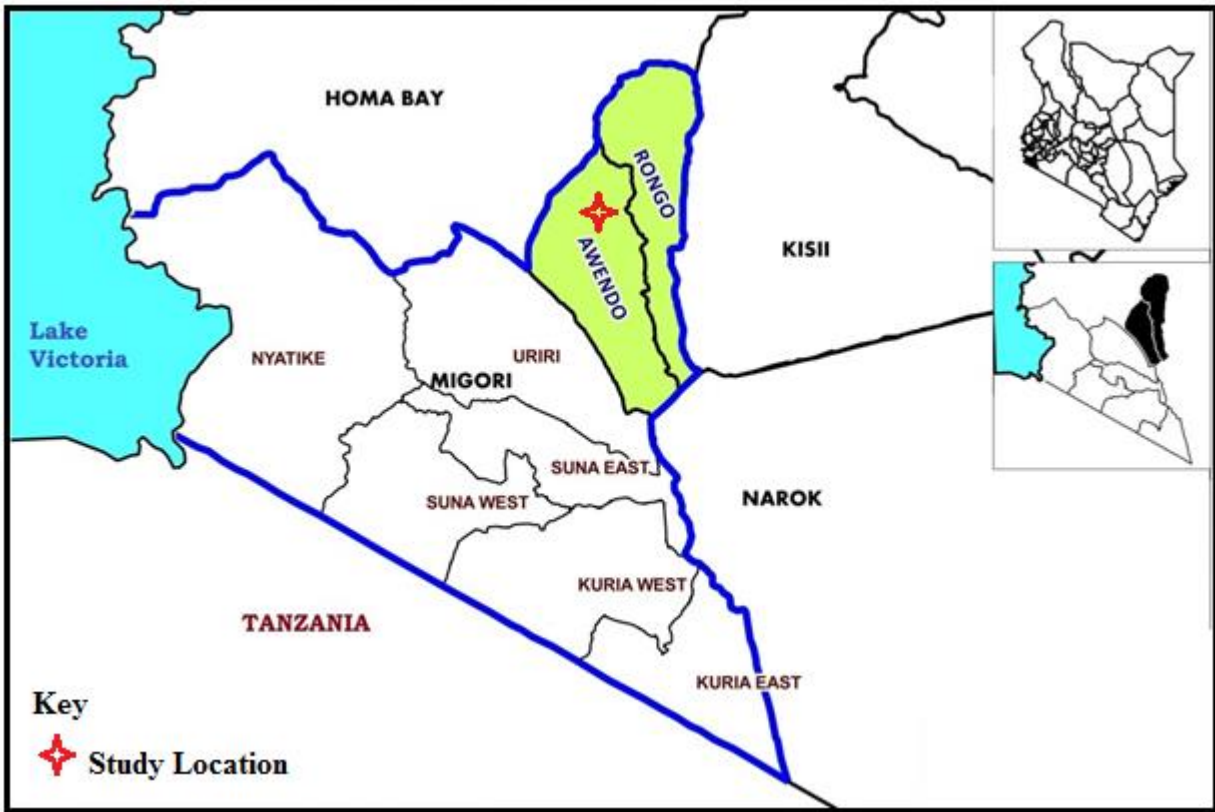 HOMA BAY
RONGO
AWENDO
KISII
Lake
Victoria
NYATIKE
URIRI
MIGORI
SUNA EAST
SUNA WEST
NAROK
KURIA WEST
TANZANIA
KURIA EAST
Key
Study Location